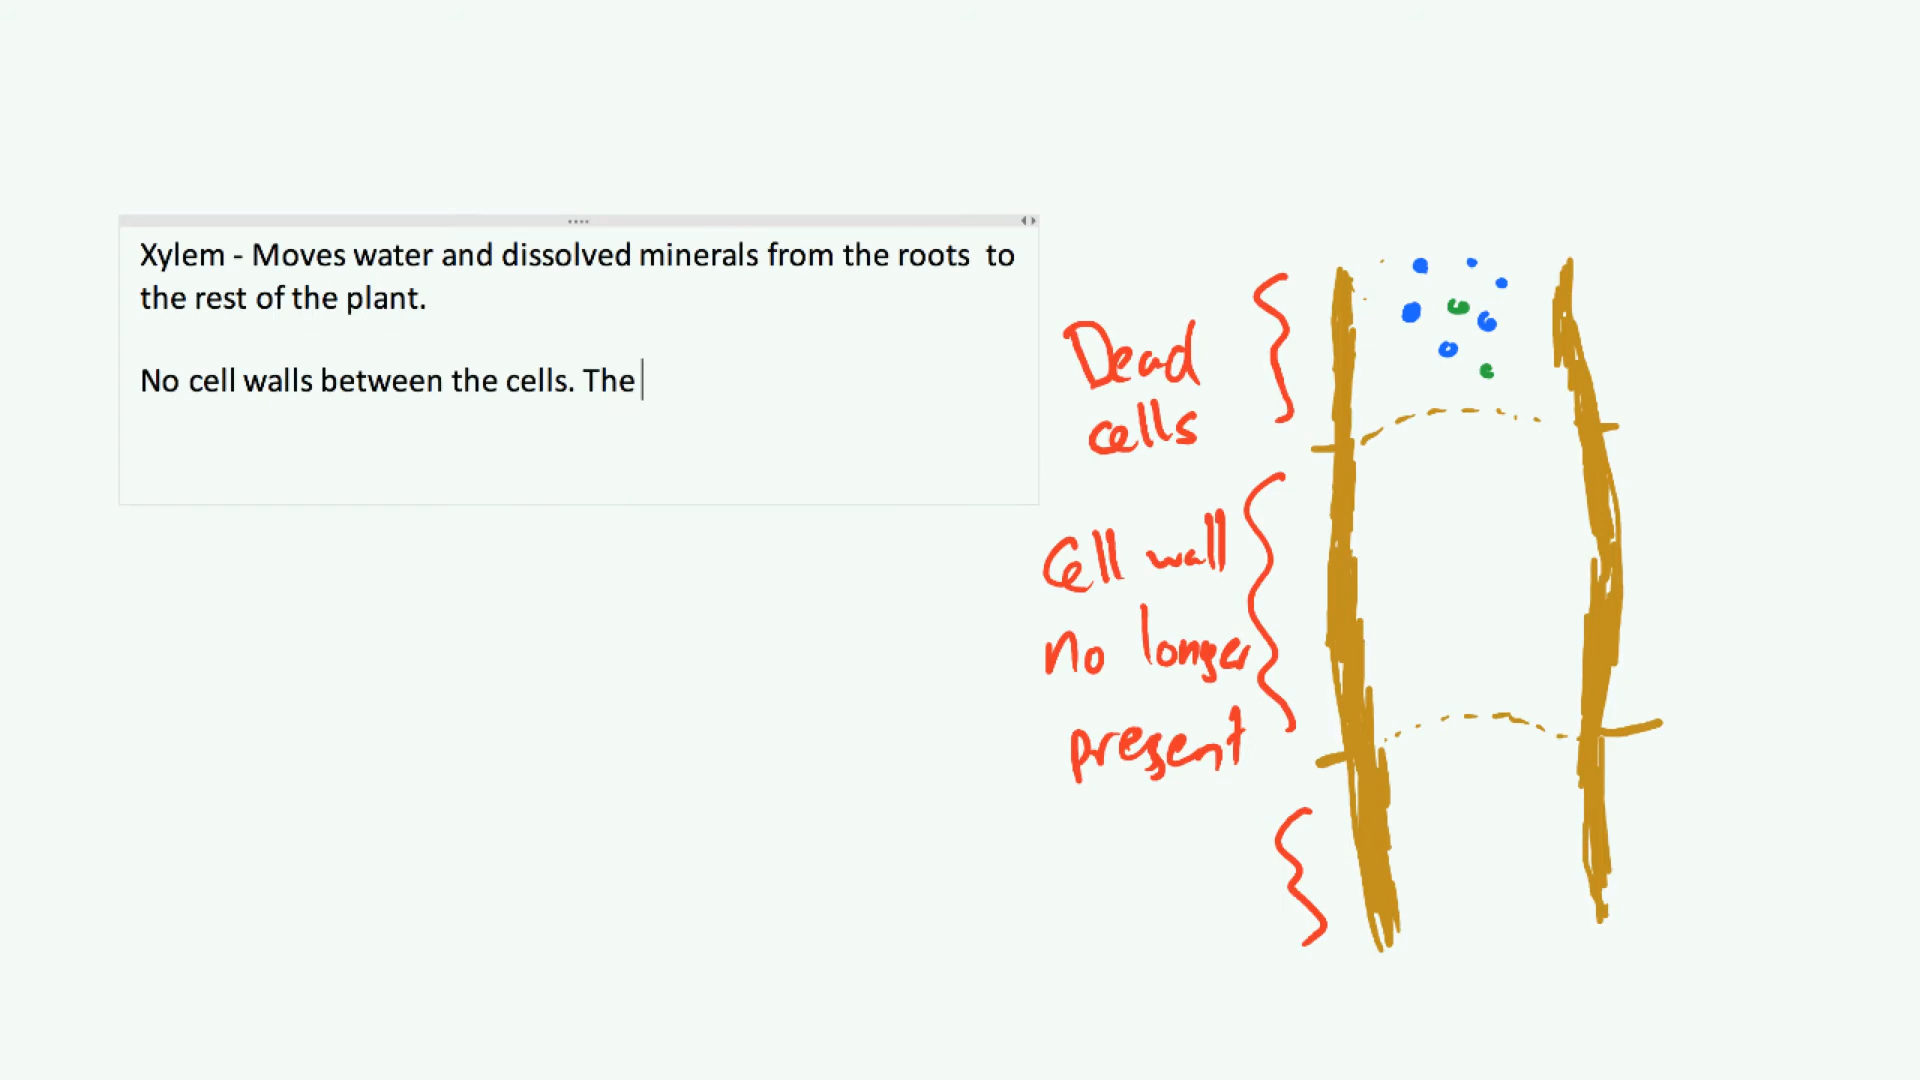 Xylem - Moves water and dissolved minerals from the roots  to
the rest of the plant.
No cell walls between the cells. The
Dead
cells
Cell wall
no longer
present